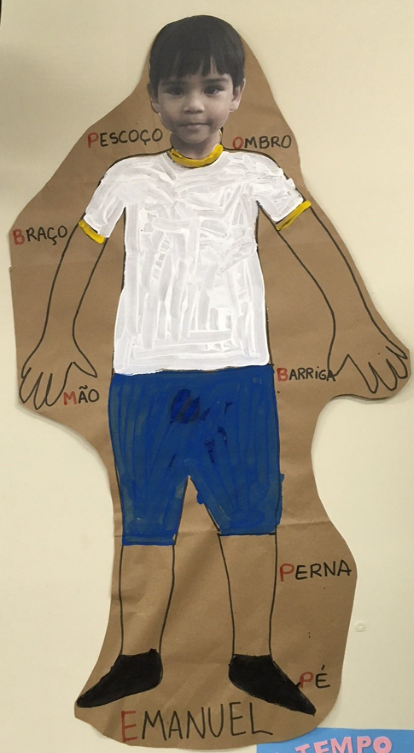 PESCOÇO
OMBRO
BRAÇO
BARRIGA
MÃO
PERNA
PÉ
EMANUEL
TEMPO